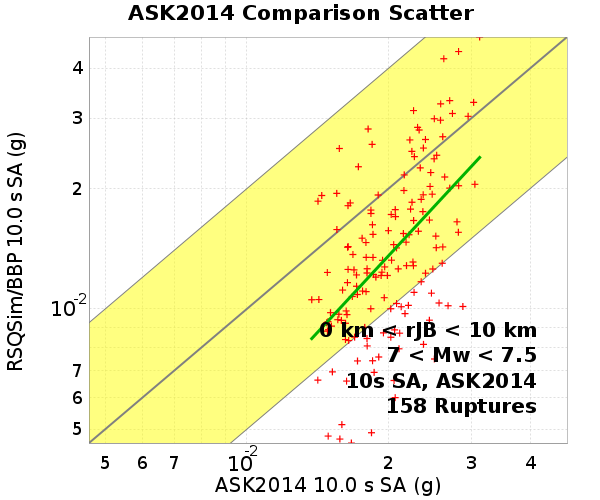 ASK2014 Comparison Scatter
RSQSim/BBP 10.0 s SA (g)
4
3
2
10-2
7
6
5
0 km < rJB < 10 km
7 < Mw < 7.5
10s SA, ASK2014
158 Ruptures
5 6 7 10-2 2 3 4
ASK2014 10.0 s SA (g)